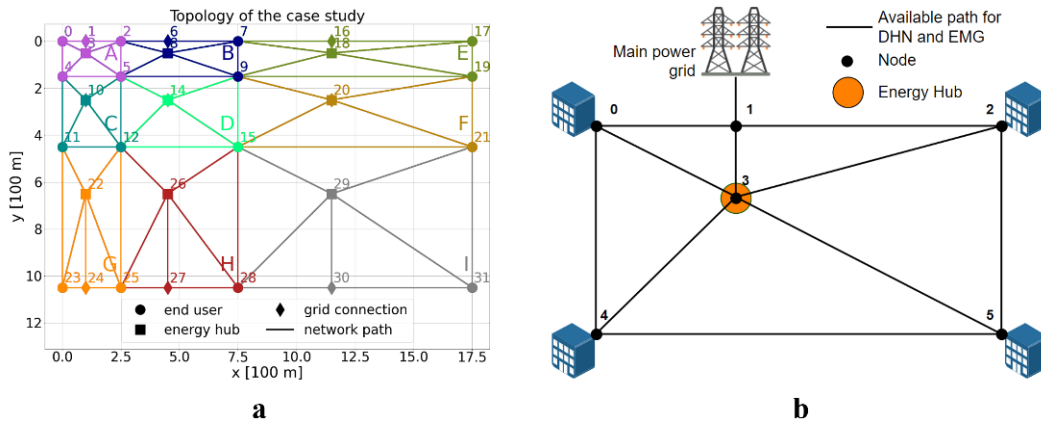 Topology of the case study
0 1 2 6 7 16 17
3 A 8 B 18 E
4 5 9 19
10 14 20
C D F
11 12 15 21
22 26 29
G H I
23 24 25 27 28 30 31
0
2
4
6
8
10
12
y [100 m]
end user
grid connection
energy hub
network path
0.0 2.5 5.0 7.5 10.0 12.5 15.0 17.5
x [100 m]
a
Main power
grid
Available path for
DHN and EMG
Node
Energy Hub
0 1 2
3
4 5
b